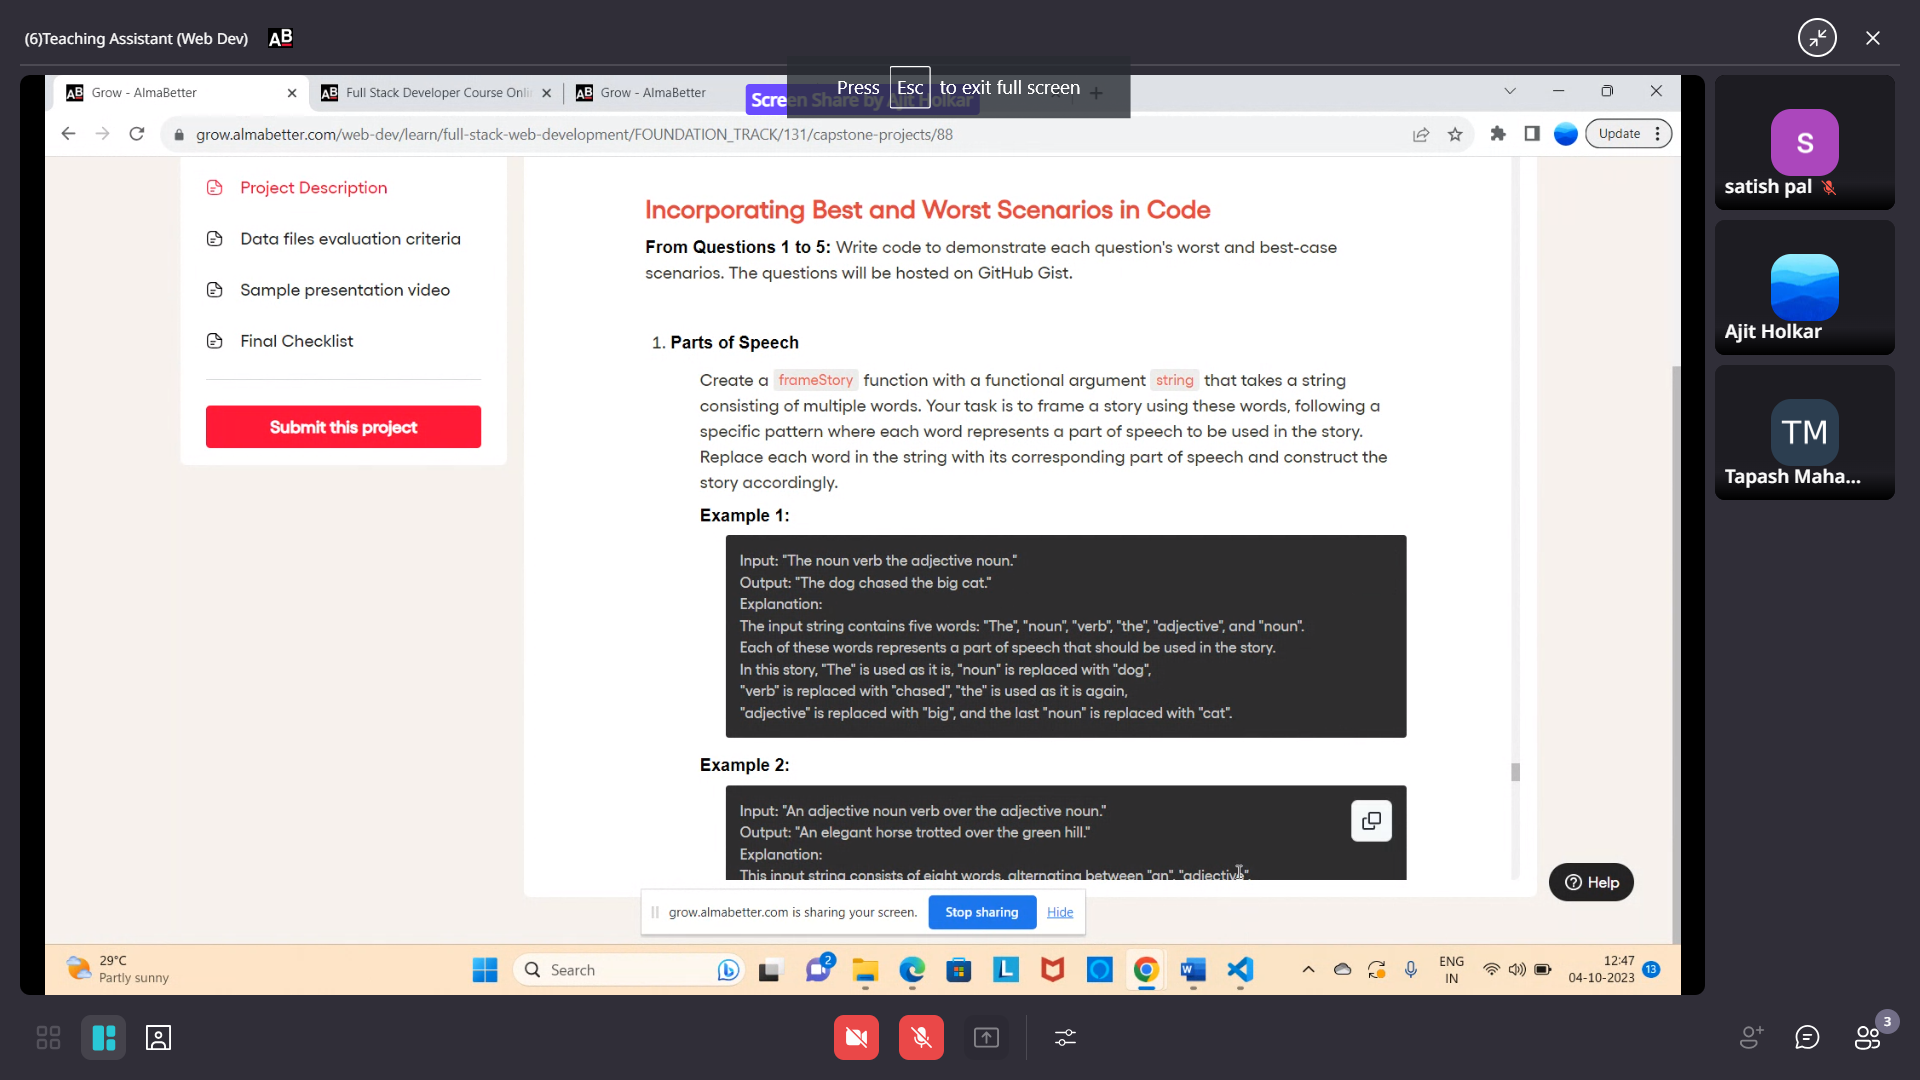 (6)Teaching Assistant (Web Dev) AB
AB Grow - AlmaBetter
AB Full Stack Developer Course Onli
AB Grow - AlmaBetter
Screen Share by Ajit Holkar
Press Esc to exit full screen
grow.almabetter.com/web-dev/learn/full-stack-web-development/FOUNDATION_TRACK/131/capstone-projects/88
Update
Project Description
Data files evaluation criteria
Sample presentation video
Final Checklist
Submit this project
Incorporating Best and Worst Scenarios in Code
From Questions 1 to 5: Write code to demonstrate each question's worst and best-case
scenarios. The questions will be hosted on GitHub Gist.
1. Parts of Speech
Create a frameStory function with a functional argument string that takes a string
consisting of multiple words. Your task is to frame a story using these words, following a
specific pattern where each word represents a part of speech to be used in the story.
Replace each word in the string with its corresponding part of speech and construct the
story accordingly.
Example 1:
Input: "The noun verb the adjective noun."
Output: "The dog chased the big cat."
Explanation:
The input string contains five words: "The", "noun", "verb", "the", "adjective", and "noun".
Each of these words represents a part of speech that should be used in the story.
In this story, "The" is used as it is, "noun" is replaced with "dog",
"verb" is replaced with "chased", "the" is used as it is again,
"adjective" is replaced with "big", and the last "noun" is replaced with "cat".
Example 2:
Input: "An adjective noun verb over the adjective noun."
Output: "An elegant horse trotted over the green hill."
Explanation:
This input string consists of eight words, alternating between "an", "adjective",
Help
grow.almabetter.com is sharing your screen.
Stop sharing
Hide
29°C
Partly sunny
Search
2
L
W
ENG
IN
12:47
04-10-2023
13
S
satish pal
Ajit Holkar
TM
Tapash Maha...
3